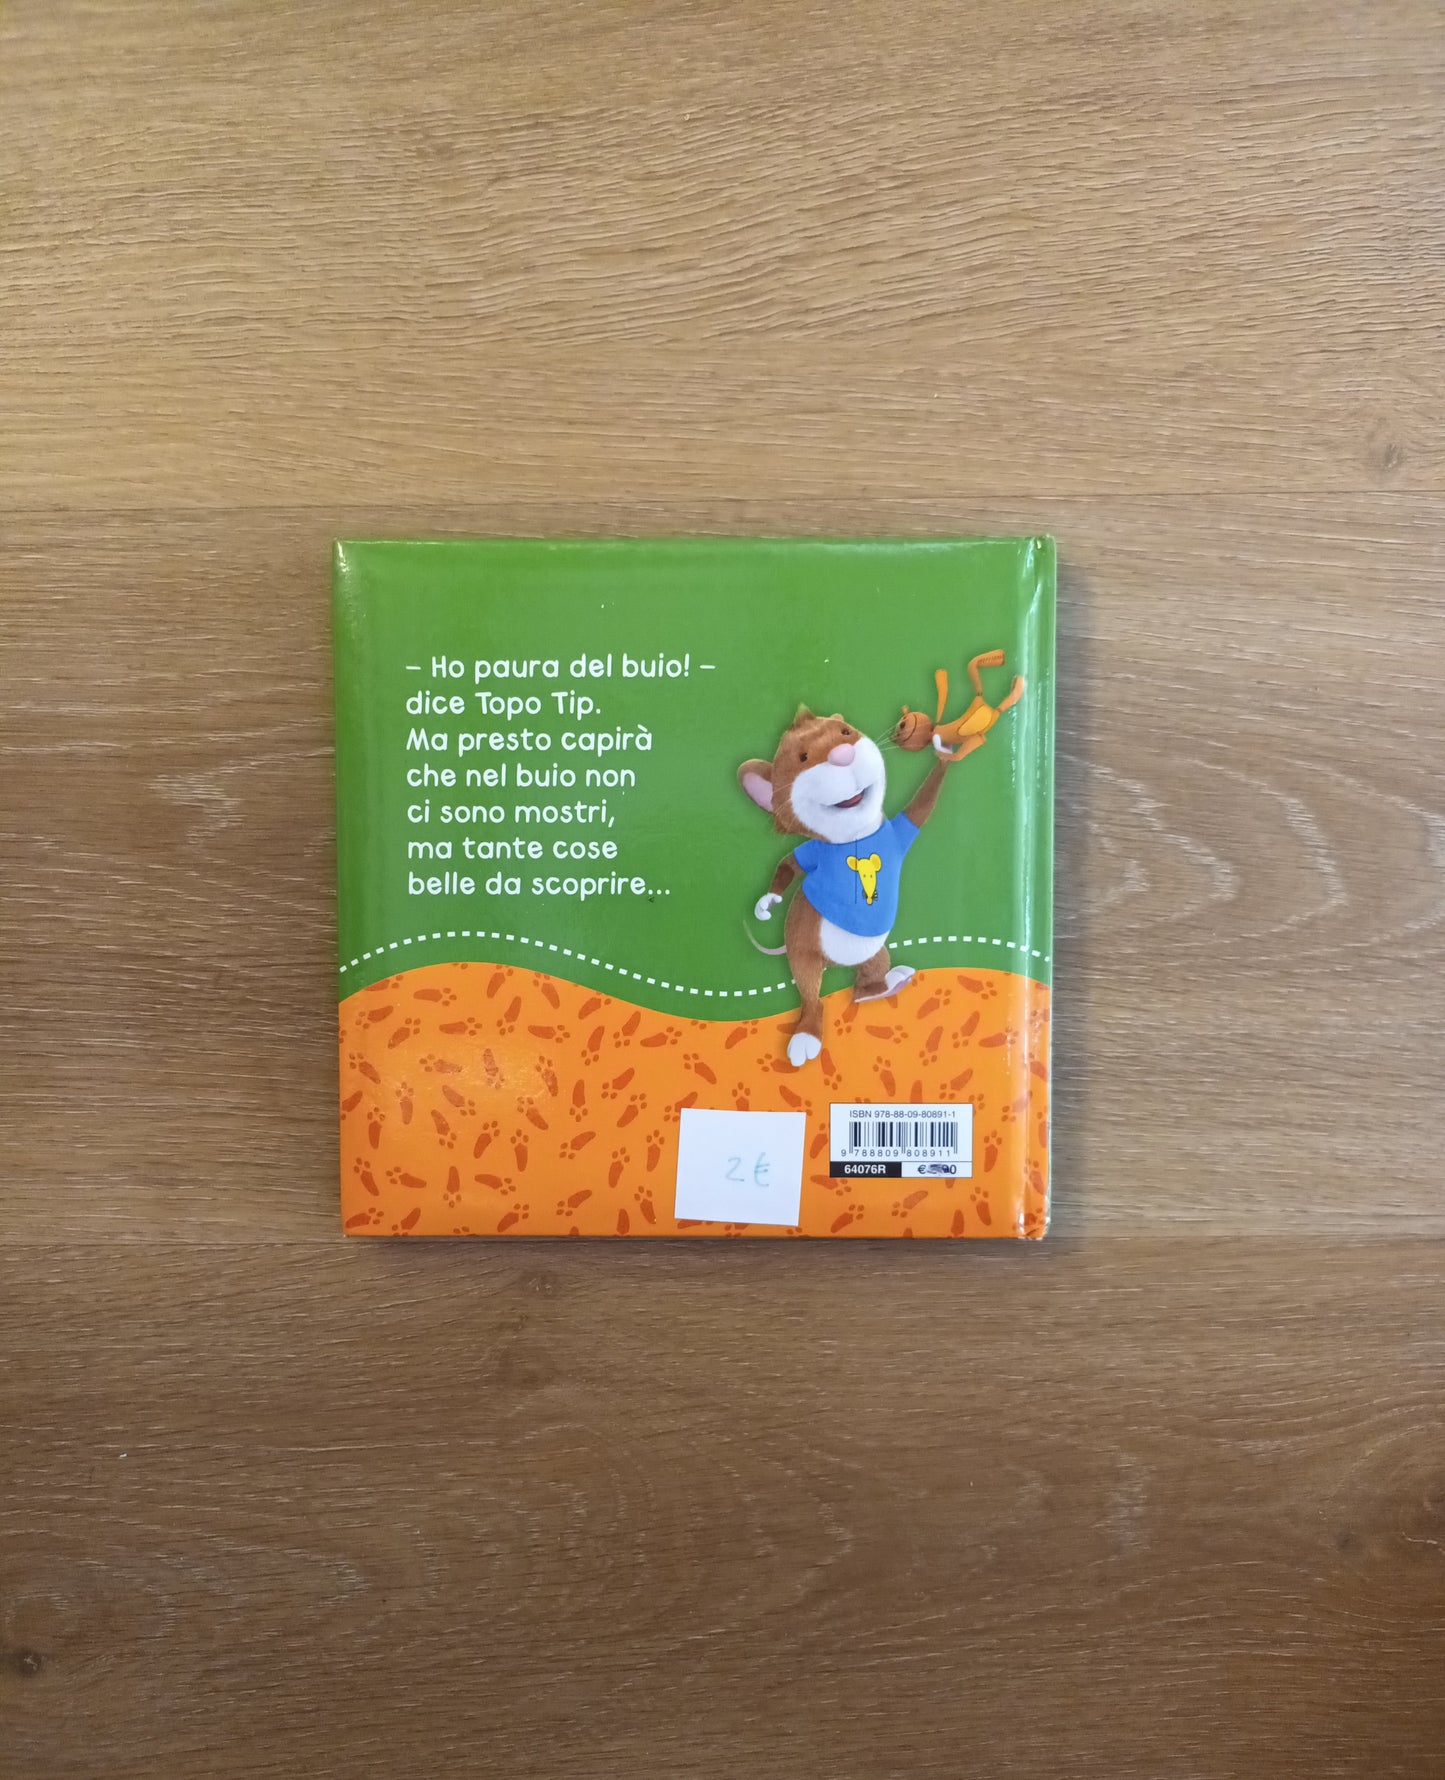 – Ho paura del buio! –
dice Topo Tip.
Ma presto capirà
che nel buio non
ci sono mostri,
ma tante cose
belle da scoprire...
ISBN 978-88-09-80891-1
9 788809 808911
64076R
2 €